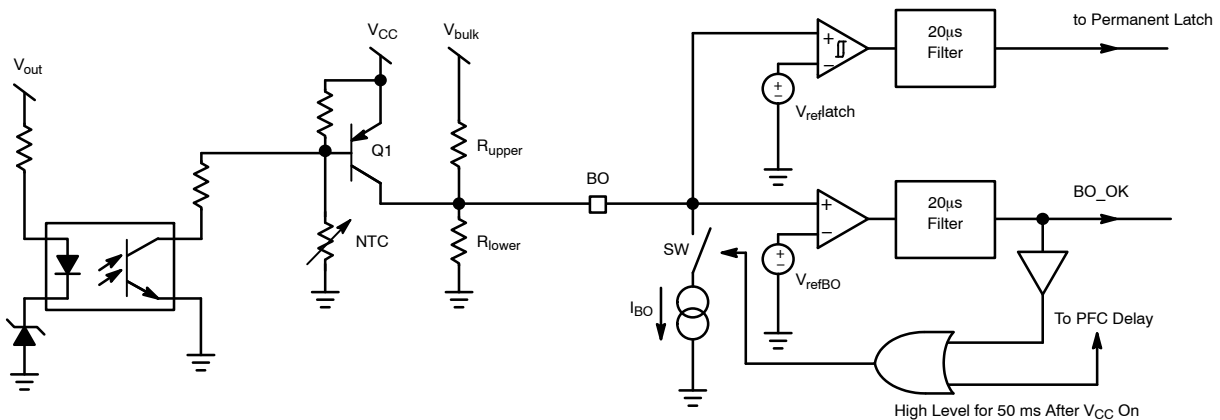 to Permanent Latch
20μs
Filter
VCC
Vbulk
Vout
Vreflatch
Q1
Rupper
BO
BO_OK
20μs
Filter
NTC
Rlower
SW
VrefBO
IBO
To PFC Delay
High Level for 50 ms After VCC On